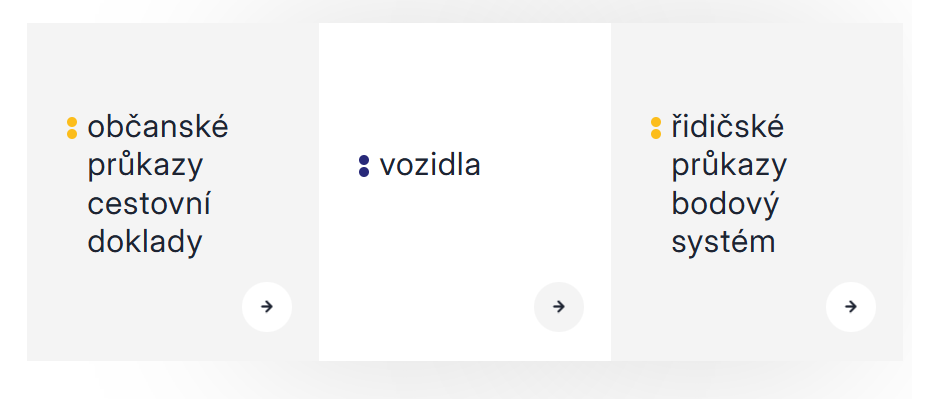 občanské
průkazy
cestovní
doklady
vozidla
řidičské
průkazy
bodový
systém